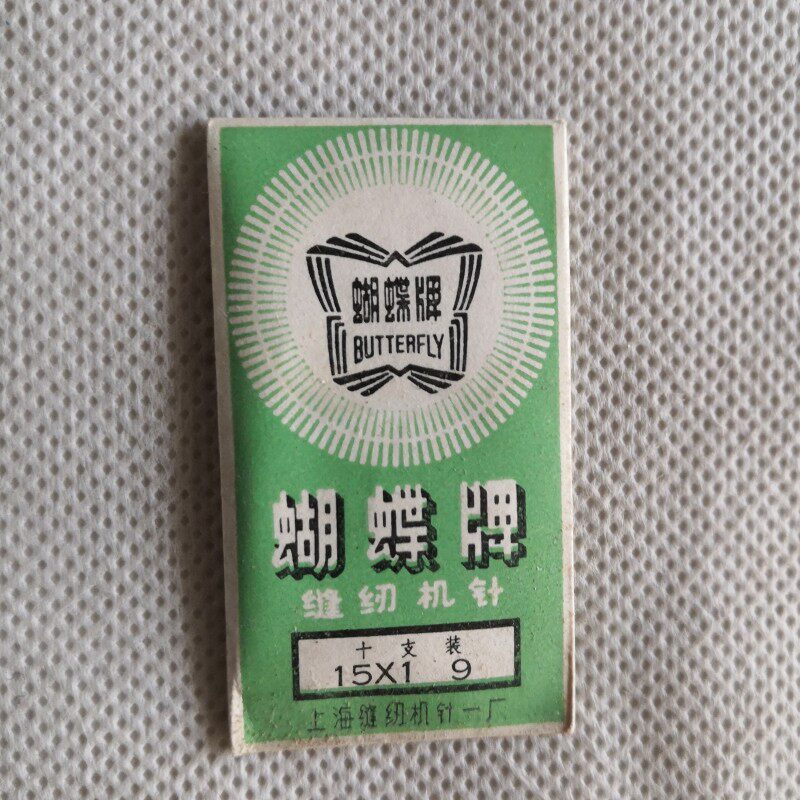 蝴蝶牌
BUTTERFLY
蝴蝶牌
缝纫机针
十支装
15X1 9
上海缝纫机针一厂